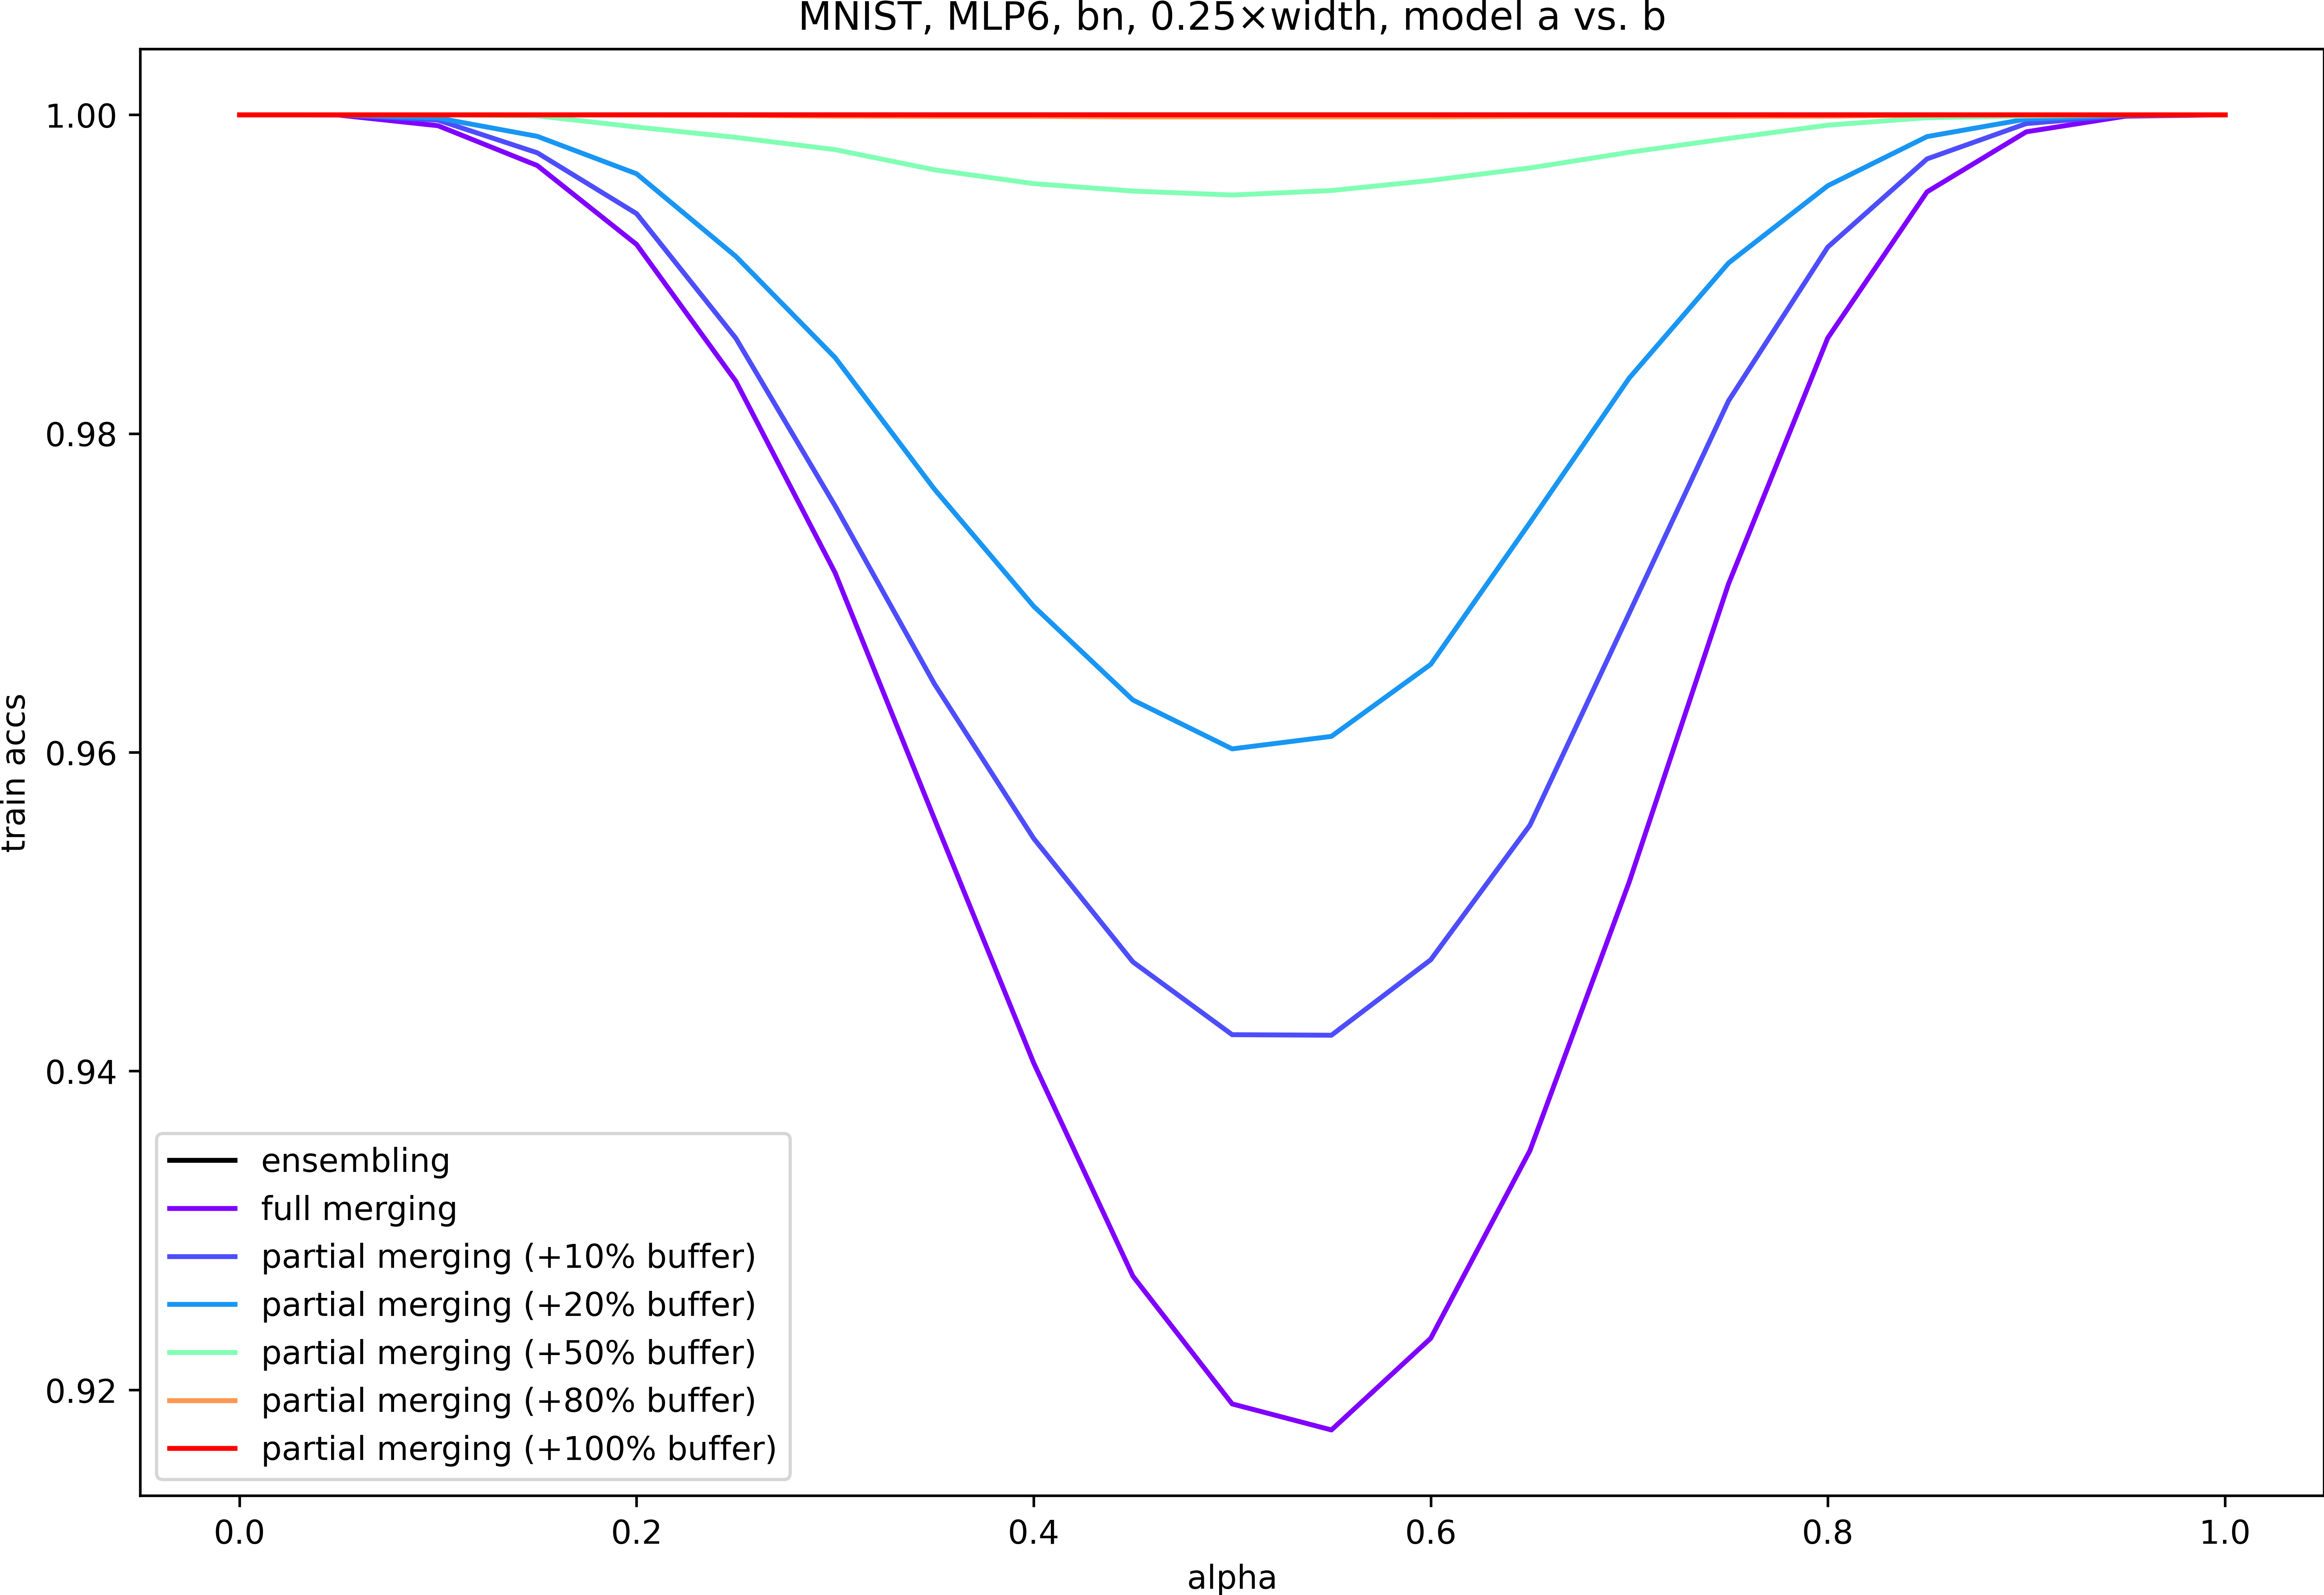 MNIST, MLP6, bn, 0.25×width, model a vs. b
1.00
0.98
0.96
0.94
0.92
train accs
ensembling
full merging
partial merging (+10% buffer)
partial merging (+20% buffer)
partial merging (+50% buffer)
partial merging (+80% buffer)
partial merging (+100% buffer)
0.0 0.2 0.4 0.6 0.8 1.0
alpha